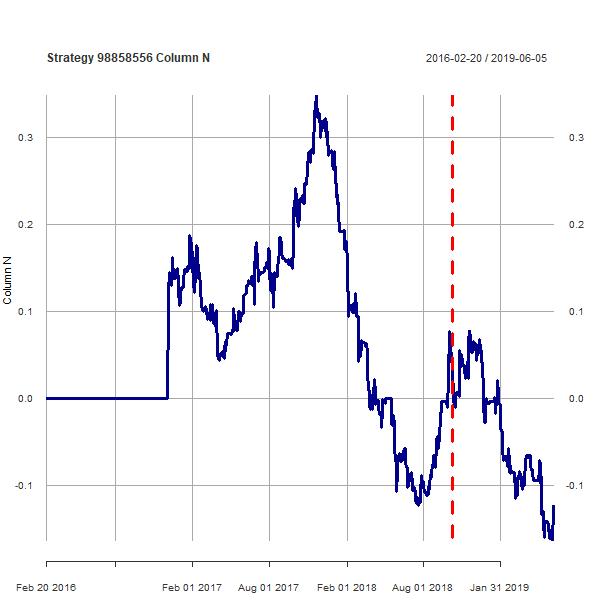 Strategy 98858556 Column N
2016-02-20 / 2019-06-05
0.3 0.3
0.2 0.2
0.1 0.1
0.0 0.0
-0.1 -0.1
Column N
Feb 20 2016 Feb 01 2017 Aug 01 2017 Feb 01 2018 Aug 01 2018 Jan 31 2019